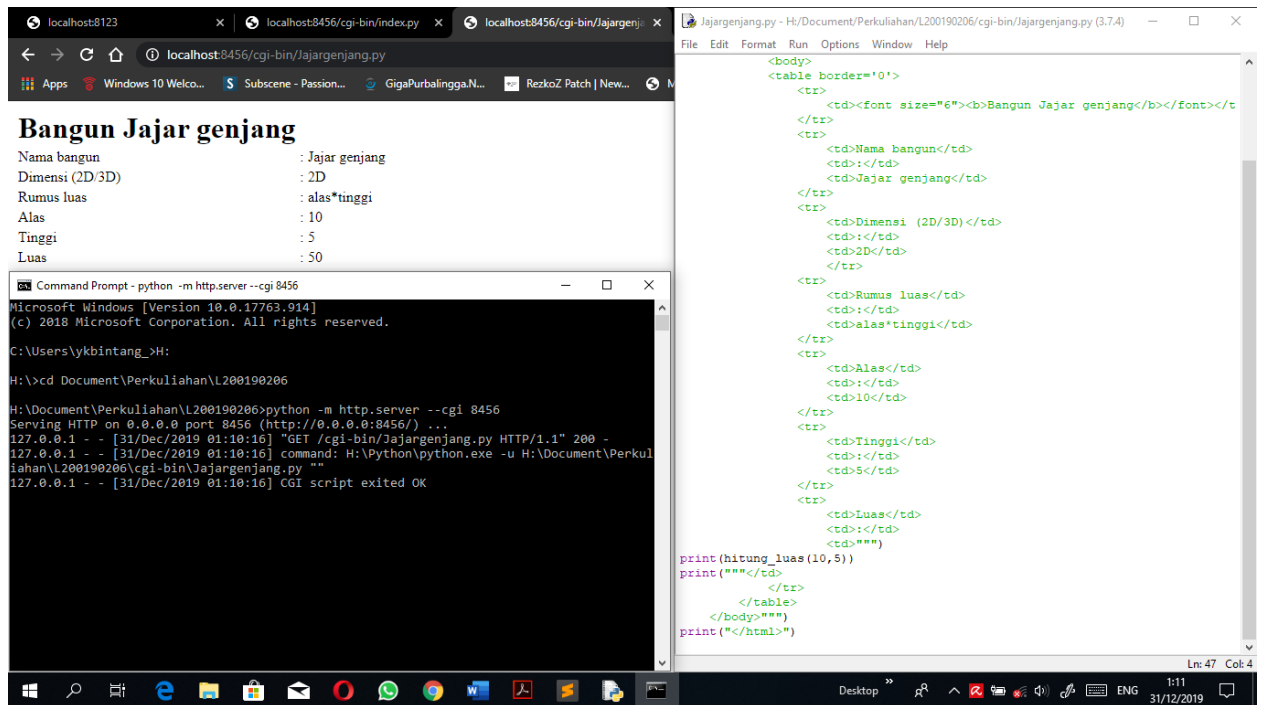 localhost:8123
localhost:8456/cgi-bin/index.py
localhost:8456/cgi-bin/Jajargenja
localhost:8456/cgi-bin/Jajargenjang.py
Apps
Windows 10 Welco...
Subscene - Passion...
GigaPurbalingga.N...
RezkoZ Patch | New...
M
Bangun Jajar genjang
Nama bangun : Jajar genjang
Dimensi (2D/3D) : 2D
Rumus luas : alas*tinggi
Alas : 10
Tinggi : 5
Luas : 50
Command Prompt - python -m http.server --cgi 8456
Microsoft Windows [Version 10.0.17763.914]
(c) 2018 Microsoft Corporation. All rights reserved.
C:\Users\ykbintang_>H:
H:\>cd Document\Perkuliahan\L200190206
H:\Document\Perkuliahan\L200190206>python -m http.server --cgi 8456
Serving HTTP on 0.0.0.0 port 8456 (http://0.0.0.0:8456/) ...
127.0.0.1 - - [31/Dec/2019 01:10:16] "GET /cgi-bin/Jajargenjang.py HTTP/1.1" 200 -
127.0.0.1 - - [31/Dec/2019 01:10:16] command: H:\Python\python.exe -u H:\Document\Perkul
iahan\L200190206\cgi-bin\Jajargenjang.py ""
127.0.0.1 - - [31/Dec/2019 01:10:16] CGI script exited OK
Jajargenjang.py - H:/Document/Perkuliahan/L200190206/cgi-bin/Jajargenjang.py (3.7.4)
File Edit Format Run Options Window Help
<body>
<table border='0'>
<tr>
<td><font size="6"><b>Bangun Jajar genjang</b></font></t
</tr>
<tr>
<td>Nama bangun</td>
<td>:</td>
<td>Jajar genjang</td>
</tr>
<tr>
<td>Dimensi (2D/3D)</td>
<td>:</td>
<td>2D</td>
</tr>
<tr>
<td>Rumus luas</td>
<td>:</td>
<td>alas*tinggi</td>
</tr>
<tr>
<td>Alas</td>
<td>:</td>
<td>10</td>
</tr>
<tr>
<td>Tinggi</td>
<td>:</td>
<td>5</td>
</tr>
<tr>
<td>Luas</td>
<td>:</td>
<td>""")
print(hitung_luas(10,5))
print("""</td>
</tr>
</table>
</body>""")
print("</html>")
Ln: 47 Col: 4
Desktop
ENG
1:11
31/12/2019